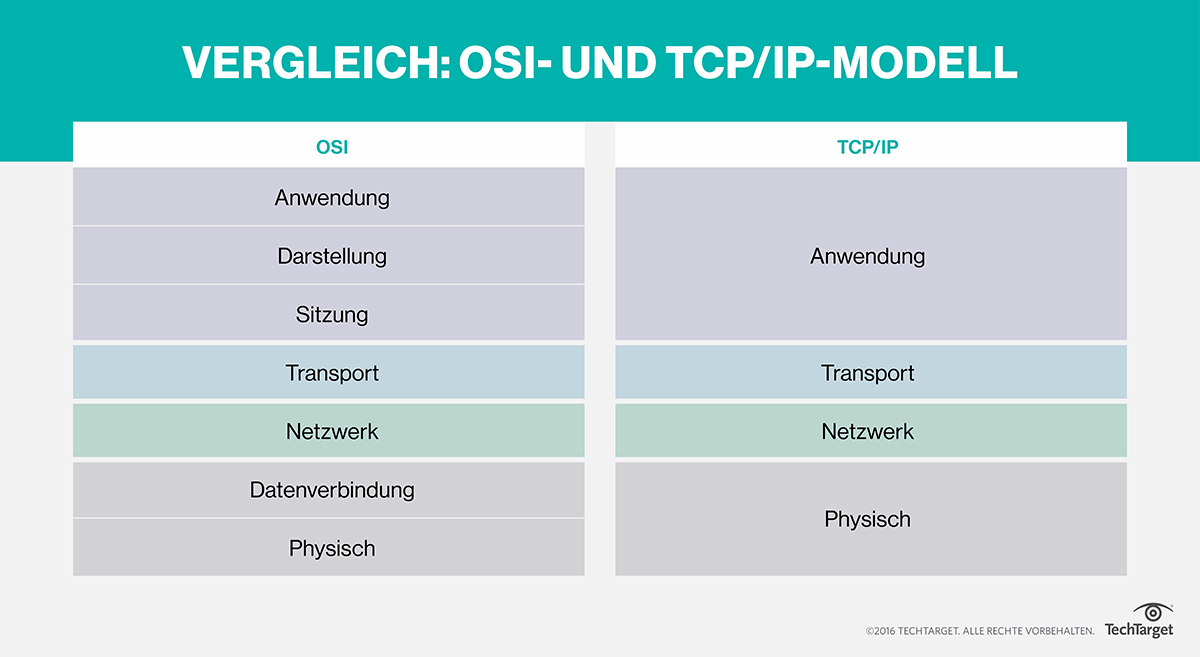 VERGLEICH: OSI- UND TCP/IP-MODELL
OSI
Anwendung
Darstellung
Sitzung
Transport
Netzwerk
Datenverbindung
Physisch
TCP/IP
Anwendung
Transport
Netzwerk
Physisch
©2016 TECHTARGET. ALLE RECHTE VORBEHALTEN.
TechTarget